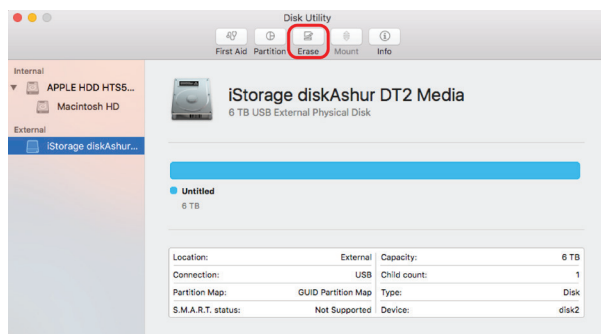 Disk Utility
First Aid Partition Erase Mount Info
Internal
APPLE HDD HTS5...
Macintosh HD
External
iStorage diskAshur...
iStorage diskAshur DT2 Media
6 TB USB External Physical Disk
Untitled
6 TB
Location: External Capacity: 6 TB
Connection: USB Child count: 1
Partition Map: GUID Partition Map Type: Disk
S.M.A.R.T. status: Not Supported Device: disk2